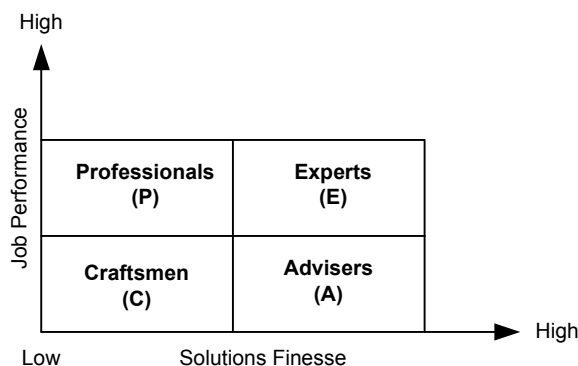 High
Job Performance
Professionals
(P)
Experts
(E)
Craftsmen
(C)
Advisers
(A)
High
Low
Solutions Finesse